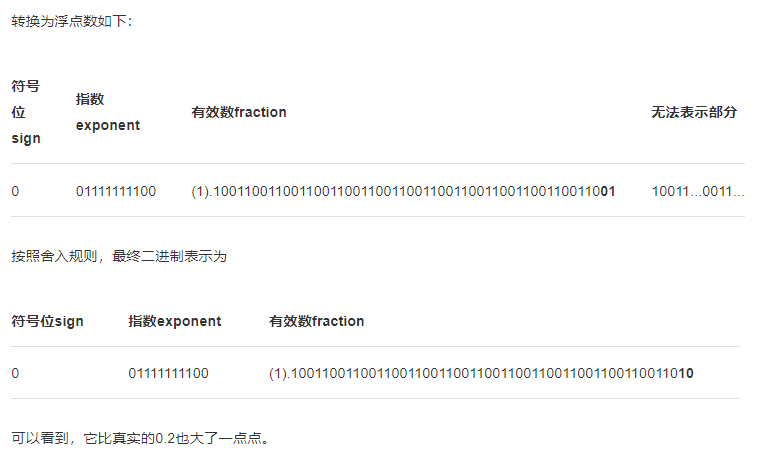 转换为浮点数如下：
符号位sign 指数exponent 有效数fraction 无法表示部分
0 01111111100 (1).1001100110011001100110011001100110011001100110011001 10011...0011...
按照舍入规则，最终二进制表示为
符号位sign 指数exponent 有效数fraction
0 01111111100 (1).1001100110011001100110011001100110011001100110011010
可以看到，它比真实的0.2也大了一点点。